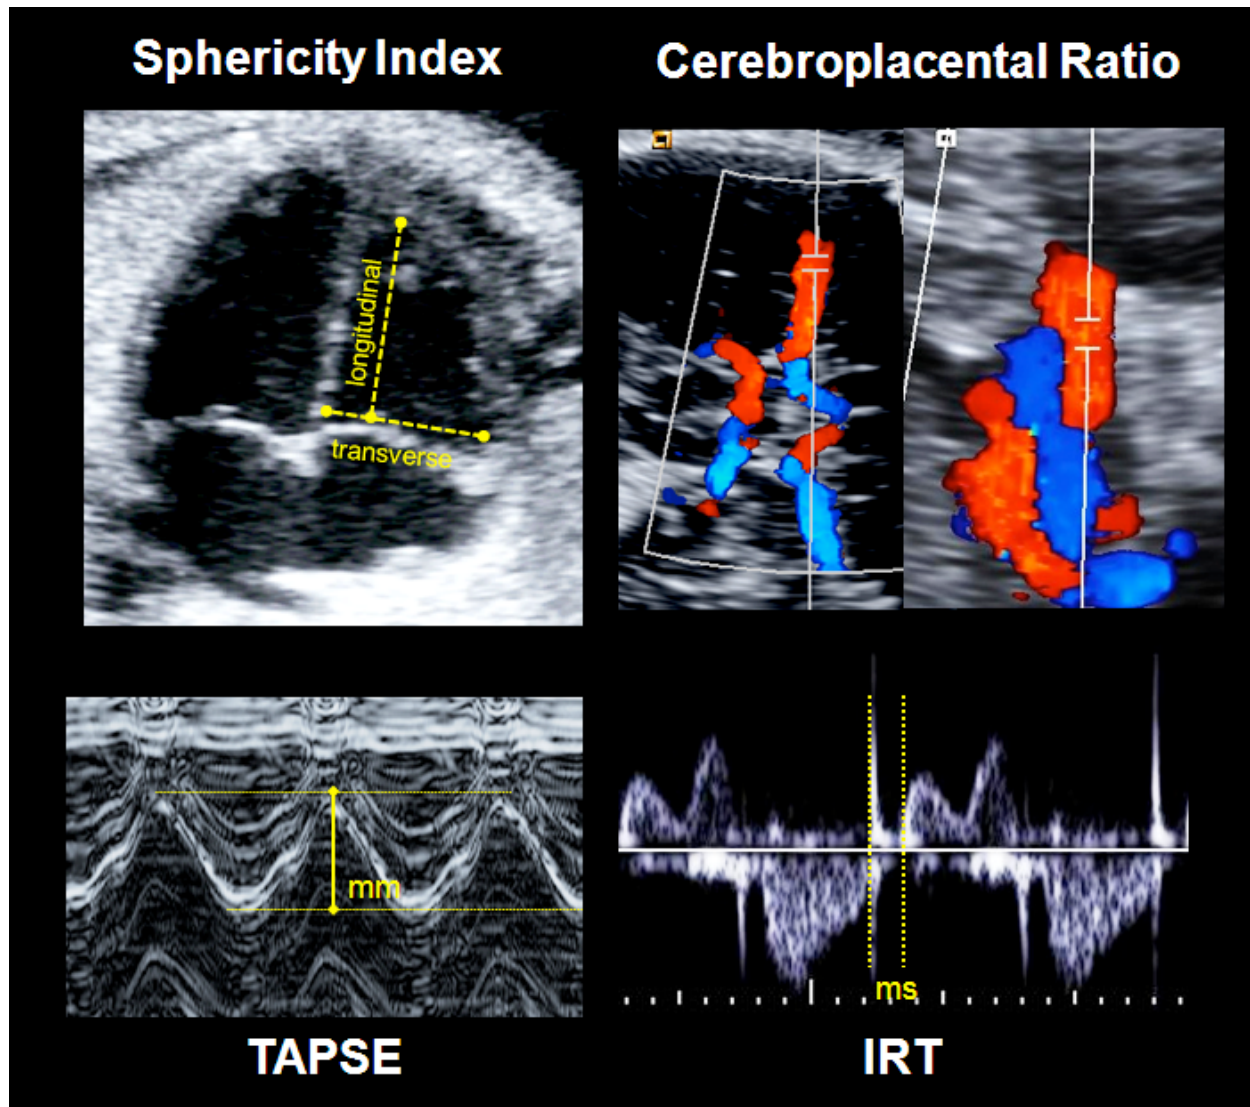 Sphericity Index
Cerebroplacental Ratio
longitudinal
transverse
mm
ms
TAPSE
IRT